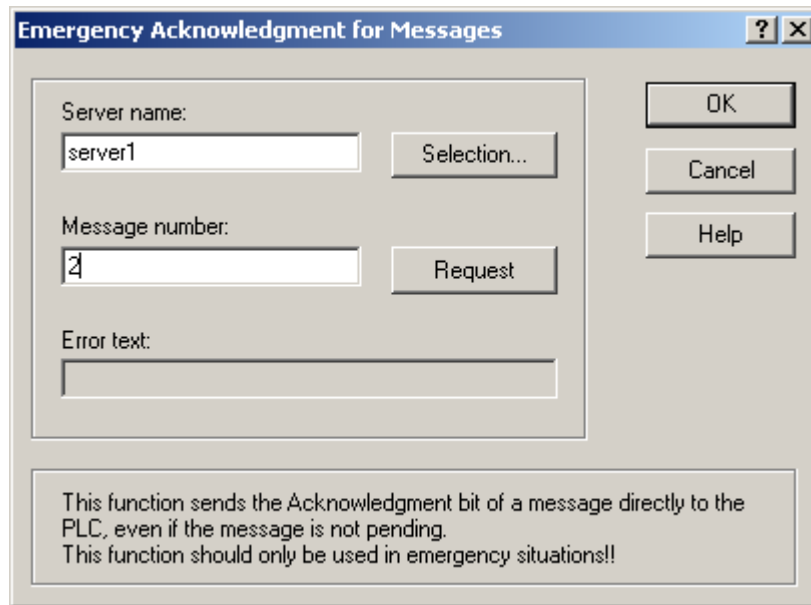 Emergency Acknowledgment for Messages
Server name:
server1
Selection...
Message number:
2
Request
Error text:
OK
Cancel
Help
This function sends the Acknowledgment bit of a message directly to the
PLC, even if the message is not pending.
This function should only be used in emergency situations!!